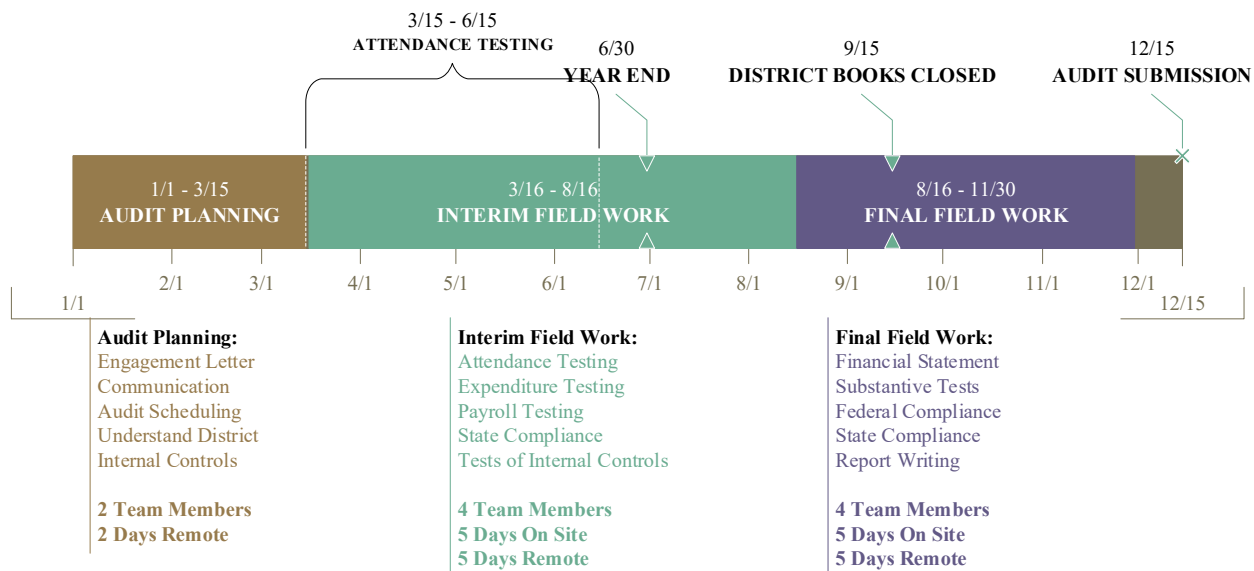 3/15 - 6/15
ATTENDANCE TESTING
6/30
YEAR END
9/15
DISTRICT BOOKS CLOSED
12/15
AUDIT SUBMISSION
1/1 - 3/15
AUDIT PLANNING
3/16 - 8/16
INTERIM FIELD WORK
8/16 - 11/30
FINAL FIELD WORK
1/1
2/1
3/1
4/1
5/1
6/1
7/1
8/1
9/1
10/1
11/1
12/1
12/15
Audit Planning:
Engagement Letter
Communication
Audit Scheduling
Understand District
Internal Controls
2 Team Members
2 Days Remote
Interim Field Work:
Attendance Testing
Expenditure Testing
Payroll Testing
State Compliance
Tests of Internal Controls
4 Team Members
5 Days On Site
5 Days Remote
Final Field Work:
Financial Statement
Substantive Tests
Federal Compliance
State Compliance
Report Writing
4 Team Members
5 Days On Site
5 Days Remote